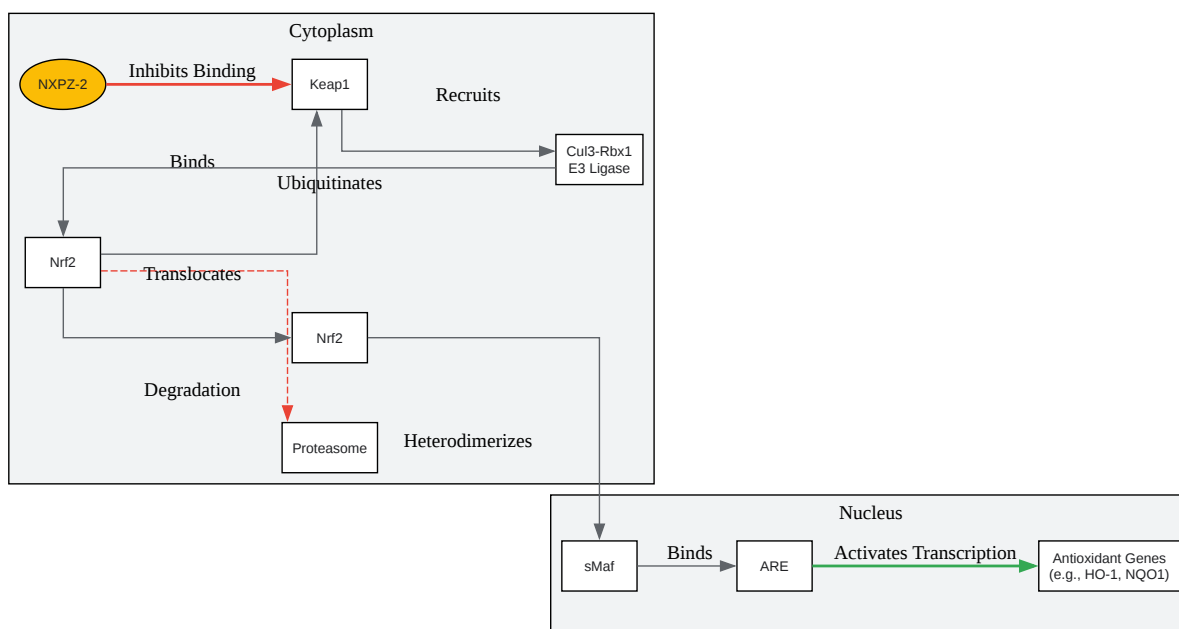 Cytoplasm
Inhibits Binding
NXPZ-2
Keap1
Recruits
Cul3-Rbx1
E3 Ligase
Binds
Ubiquitinates
Nrf2
Translocates
Nrf2
Degradation
Heterodimerizes
Proteasome
Nucleus
Binds
Activates Transcription
sMaf
ARE
Antioxidant Genes
(e.g., HO-1, NQO1)